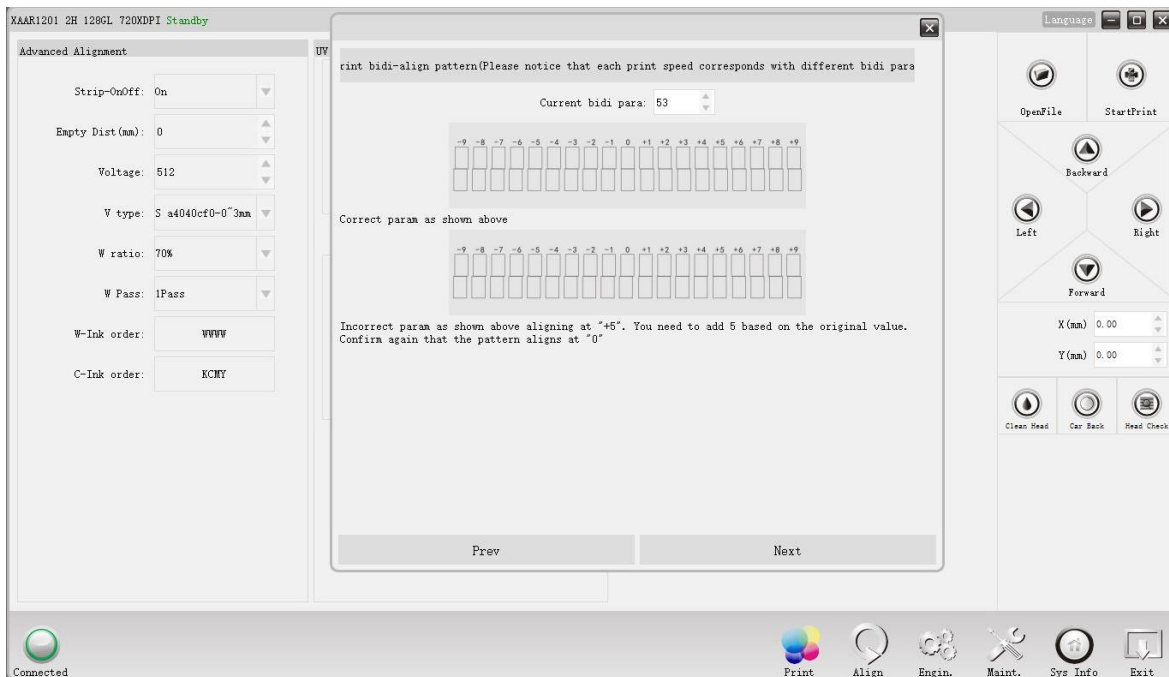 XAAR1201 2H 128GL 720XDPI Standby
Language
Advanced Alignment
UV
Strip-OnOff: On
Empty Dist(mm): 0
Voltage: 512
V type: S a4040cf0-0~3mm
W ratio: 70%
W Pass: 1Pass
W-Ink order: WWWW
C-Ink order: KCMY
rint bidi-align pattern(Please notice that each print speed corresponds with different bidi para
Current bidi para: 53
-9 -8 -7 -6 -5 -4 -3 -2 -1 0 +1 +2 +3 +4 +5 +6 +7 +8 +9
Correct param as shown above
-9 -8 -7 -6 -5 -4 -3 -2 -1 0 +1 +2 +3 +4 +5 +6 +7 +8 +9
Incorrect param as shown above aligning at "+5". You need to add 5 based on the original value.
Confirm again that the pattern aligns at "0"
Prev
Next
OpenFile
StartPrint
Backward
Left
Right
Forward
X(mm) 0.00
Y(mm) 0.00
Clean Head
Car Back
Head Check
Connected
Print
Align
Engin.
Maint.
Sys Info
Exit